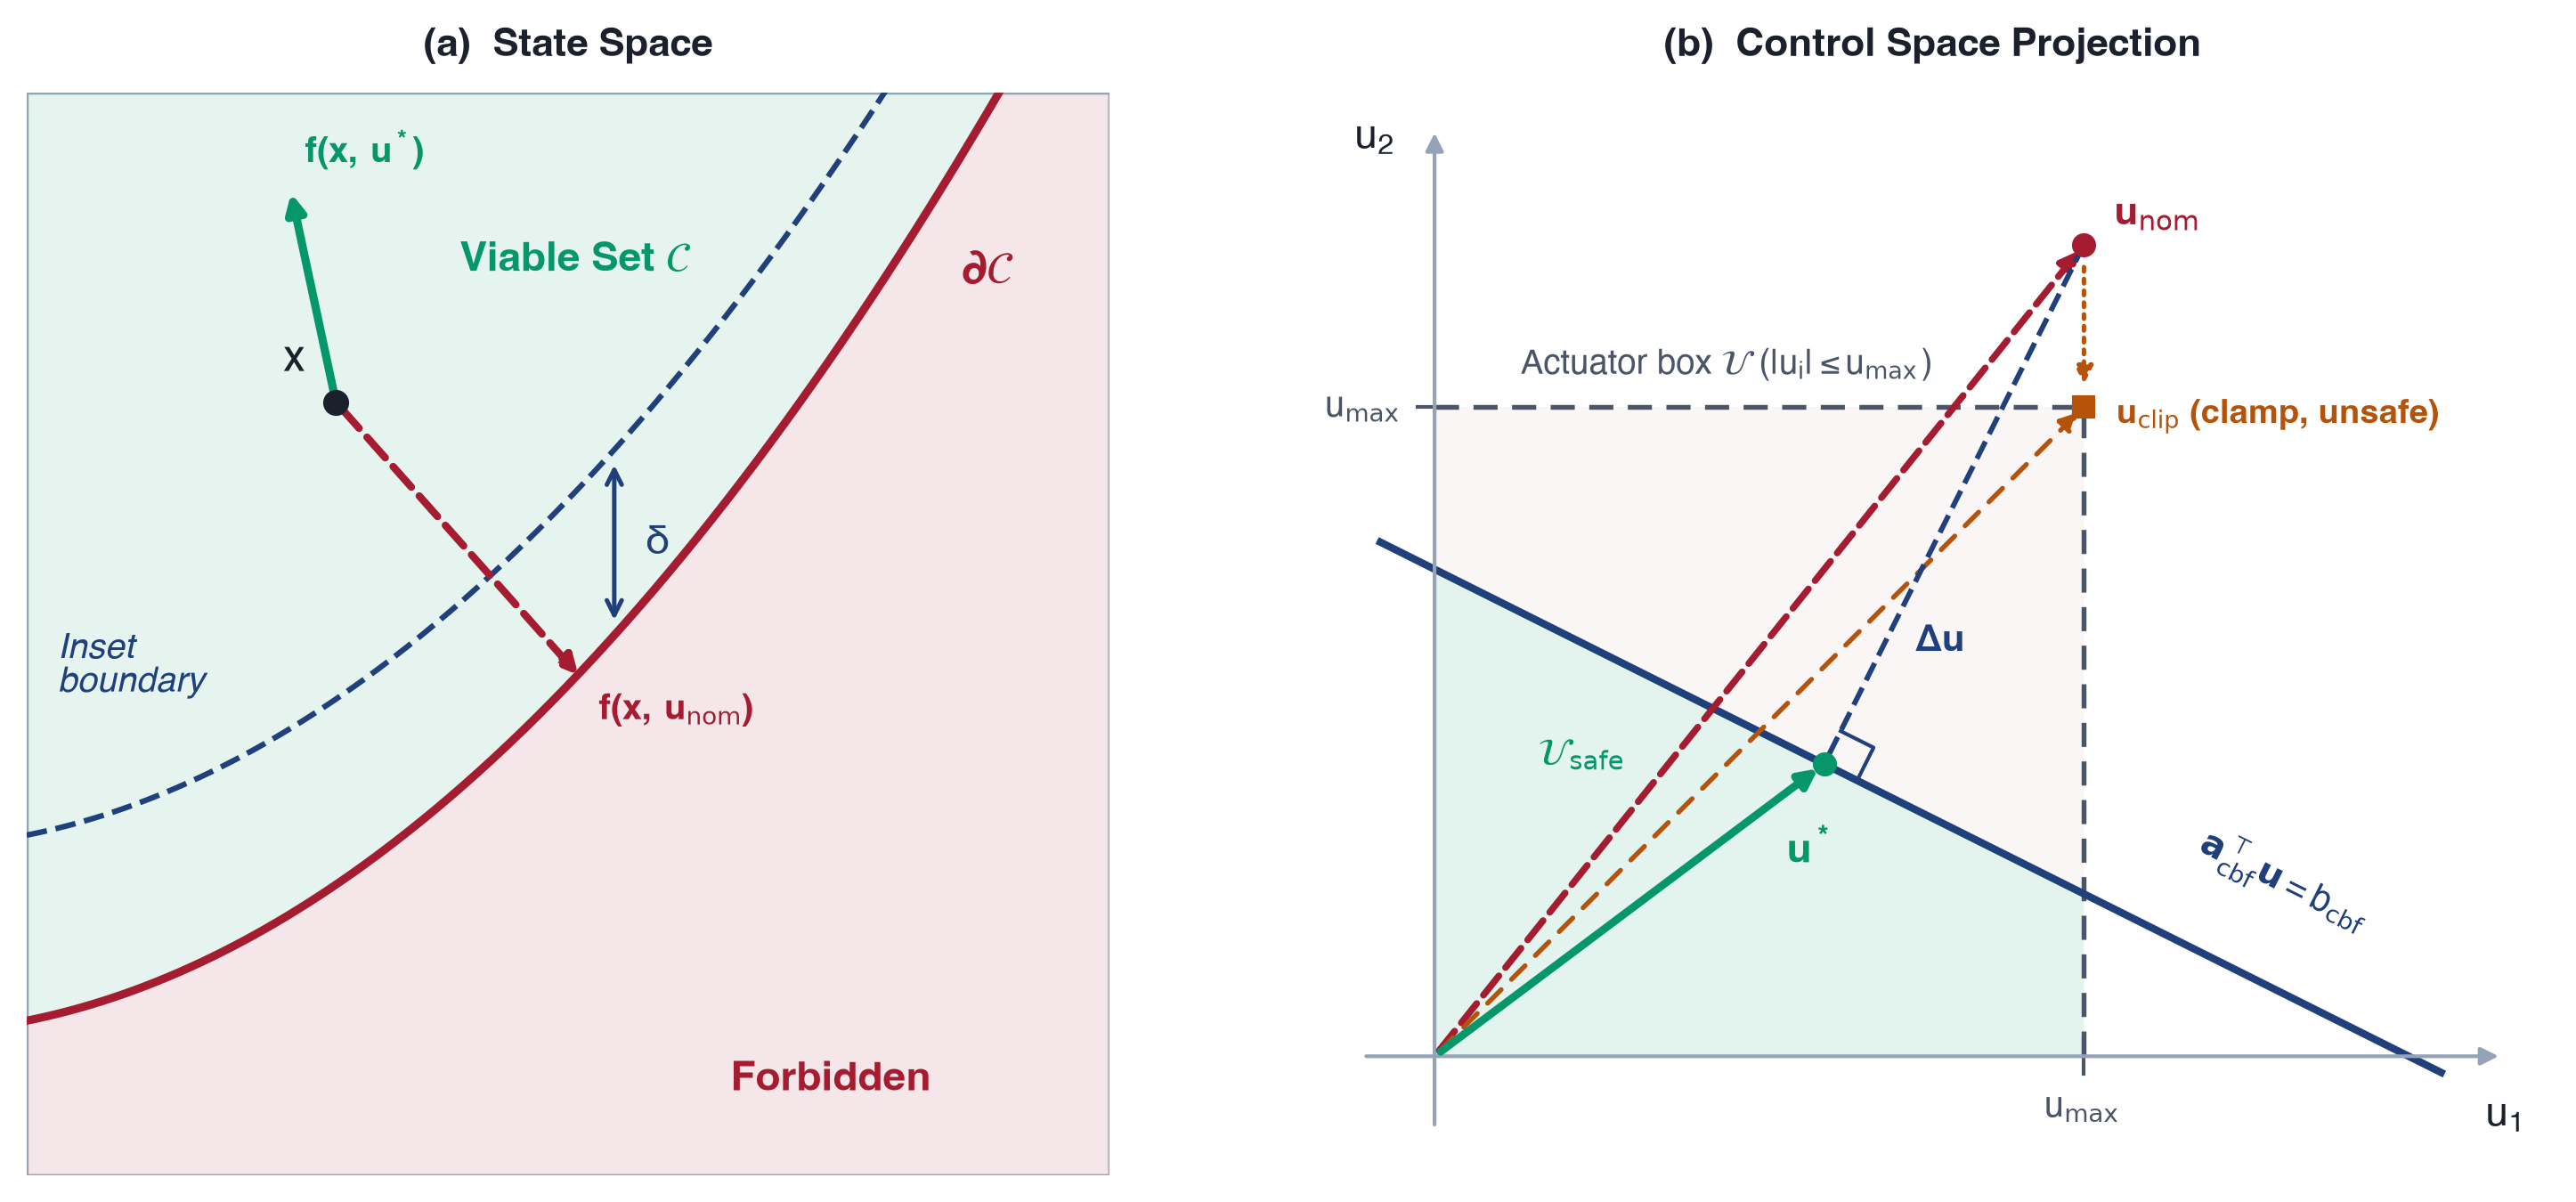 (a) State Space
f(x, u*)
Viable Set 𝒞
∂𝒞
x
δ
Inset
boundary
f(x, u_nom)
Forbidden
(b) Control Space Projection
u₂
u_nom
Actuator box 𝒰 (|u_i| ≤ u_max)
u_max
u_clip (clamp, unsafe)
Δu
𝒰_safe
u*
a_cbf^⊤ u = b_cbf
u_max
u₁